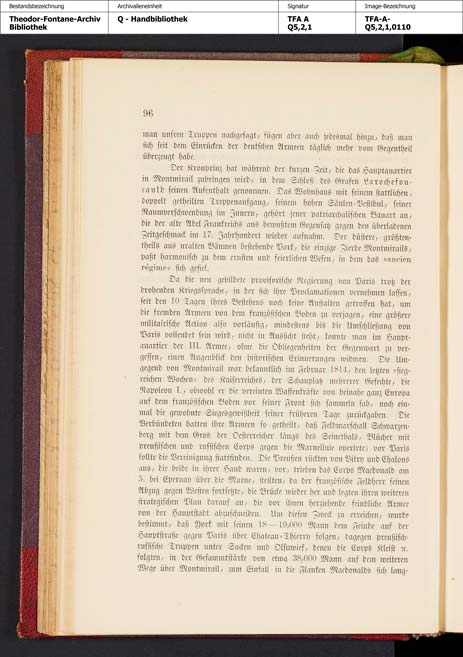 Bestandsbezeichnung
Theodor-Fontane-Archiv
Bibliothek
Archivalieneinheit
Q - Handbibliothek
Signatur
TFA A
Q5,2,1
Image-Bezeichnung
TFA-A-
Q5,2,1,0110
96
man unsren Truppen nachgesagt, fügen aber auch jedesmal hinzu, daß man
sich seit dem Einrücken der deutschen Armeen täglich mehr vom Gegentheil
überzeugt habe.
Der Kronprinz hat während der kurzen Zeit, die das Hauptquartier
in Montmirail zubringen wird, in dem Schloß des Grafen Larochefou-
cauld seinen Aufenthalt genommen. Das Wohnhaus mit seinem stattlichen,
doppelt getheilten Treppenaufgang, seinem hohen Säulen-Vestibul, seiner
Raumverschwendung im Innern, gehört jener patriarchalischen Bauart an,
die der alte Adel Frankreichs aus bewußtem Gegensatz gegen den überladenen
Zeitgeschmack im 17. Jahrhundert wieder aufnahm. Der düstere, größten-
theils aus uralten Bäumen bestehende Park, die einzige Zierde Montmirails,
paßt harmonisch zu dem ernsten und feierlichen Wesen, in dem das »ancien
régime« sich gefiel.
Da die neu gebildete provisorische Regierung von Paris trotz der
drohenden Kriegssprache, in der sich ihre Proclamationen vernehmen lassen,
seit den 10 Tagen ihres Bestehens noch keine Anstalten getroffen hat, um
die fremden Armeen von dem französischen Boden zu verjagen, eine größere
militairische Action also vorläufig, mindestens bis die Umschließung von
Paris vollendet sein wird, nicht in Aussicht steht, konnte man im Haupt-
quartier der III. Armee, ohne die Obliegenheiten der Gegenwart zu ver-
gessen, einen Augenblick den historischen Erinnerungen widmen. Die Um-
gegend von Montmirail war bekanntlich im Februar 1814, den letzten »sieg-
reichen Wochen« des Kaiserreiches, der Schauplatz mehrerer Gefechte, die
Napoleon I., obwohl er die vereinten Waffenkräfte von beinahe ganz Europa
auf dem französischen Boden vor seiner Front sich sammeln sah, noch ein-
mal die gewohnte Siegesgewißheit seiner früheren Tage zurückgaben. Die
Verbündeten hatten ihre Armeen so getheilt, daß Feldmarschall Schwarzen-
berg mit dem Gros der Oesterreicher längs des Seinethals, Blücher mit
preußischen und russischen Corps gegen die Marnelinie operirte; vor Paris
sollte die Vereinigung stattfinden. Die Preußen rückten von Vitry und Chalons
aus, die beide in ihrer Hand waren, vor, trieben das Corps Macdonald am
5. bei Epernay über die Marne, stellten, da der französische Feldherr seinen
Abzug gegen Westen fortsetzte, die Brücke wieder her und legten ihren weiteren
strategischen Plan darauf an, die vor ihnen herziehende feindliche Armee
von der Hauptstadt abzuschneiden. Um diesen Zweck zu erreichen, wurde
bestimmt, daß York mit seinen 18—19,000 Mann dem Feinde auf der
Hauptstraße gegen Paris über Chateau-Thierry folgen, dagegen preußisch-
russische Truppen unter Sacken und Olsuwief, denen die Corps Kleist ꝛc.
folgten, in der Gesammtstärke von etwa 38,000 Mann auf dem weiteren
Wege über Montmirail, zum Einfall in die Flanken Macdonalds sich lang-